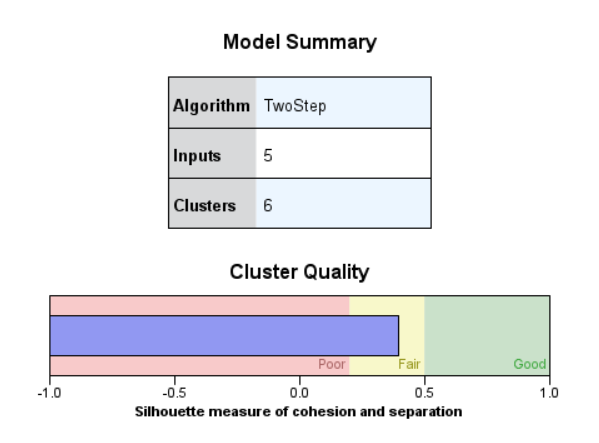 Model Summary
Algorithm TwoStep
Inputs 5
Clusters 6
Cluster Quality
Poor Fair Good
-1.0 -0.5 0.0 0.5 1.0
Silhouette measure of cohesion and separation